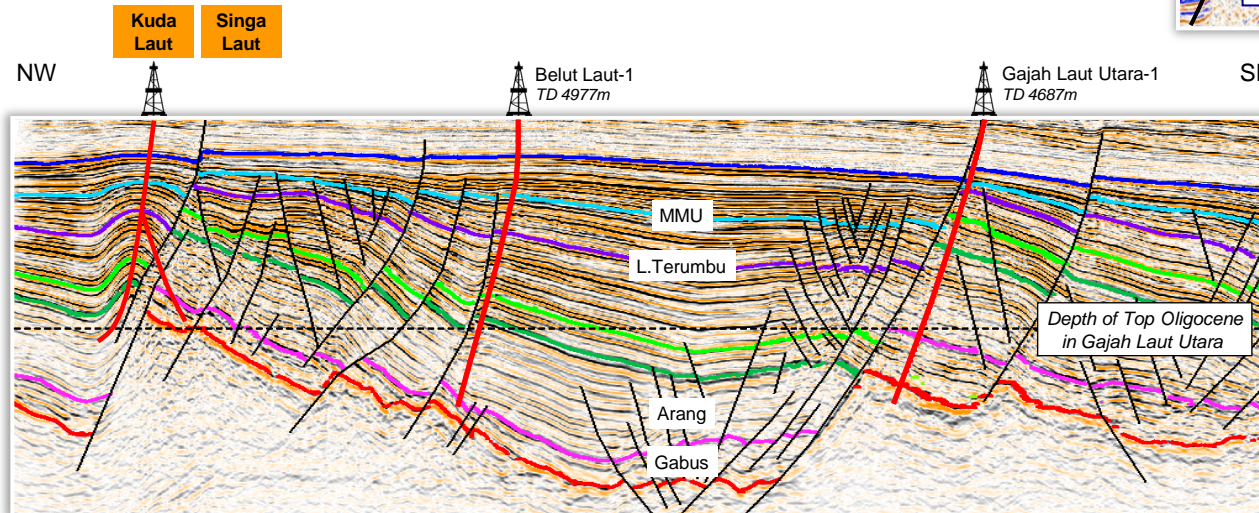 Kuda
Laut
Singa
Laut
NW
Belut Laut-1
TD 4977m
Gajah Laut Utara-1
TD 4687m
MMU
L.Terumbu
Depth of Top Oligocene
in Gajah Laut Utara
Arang
Gabus